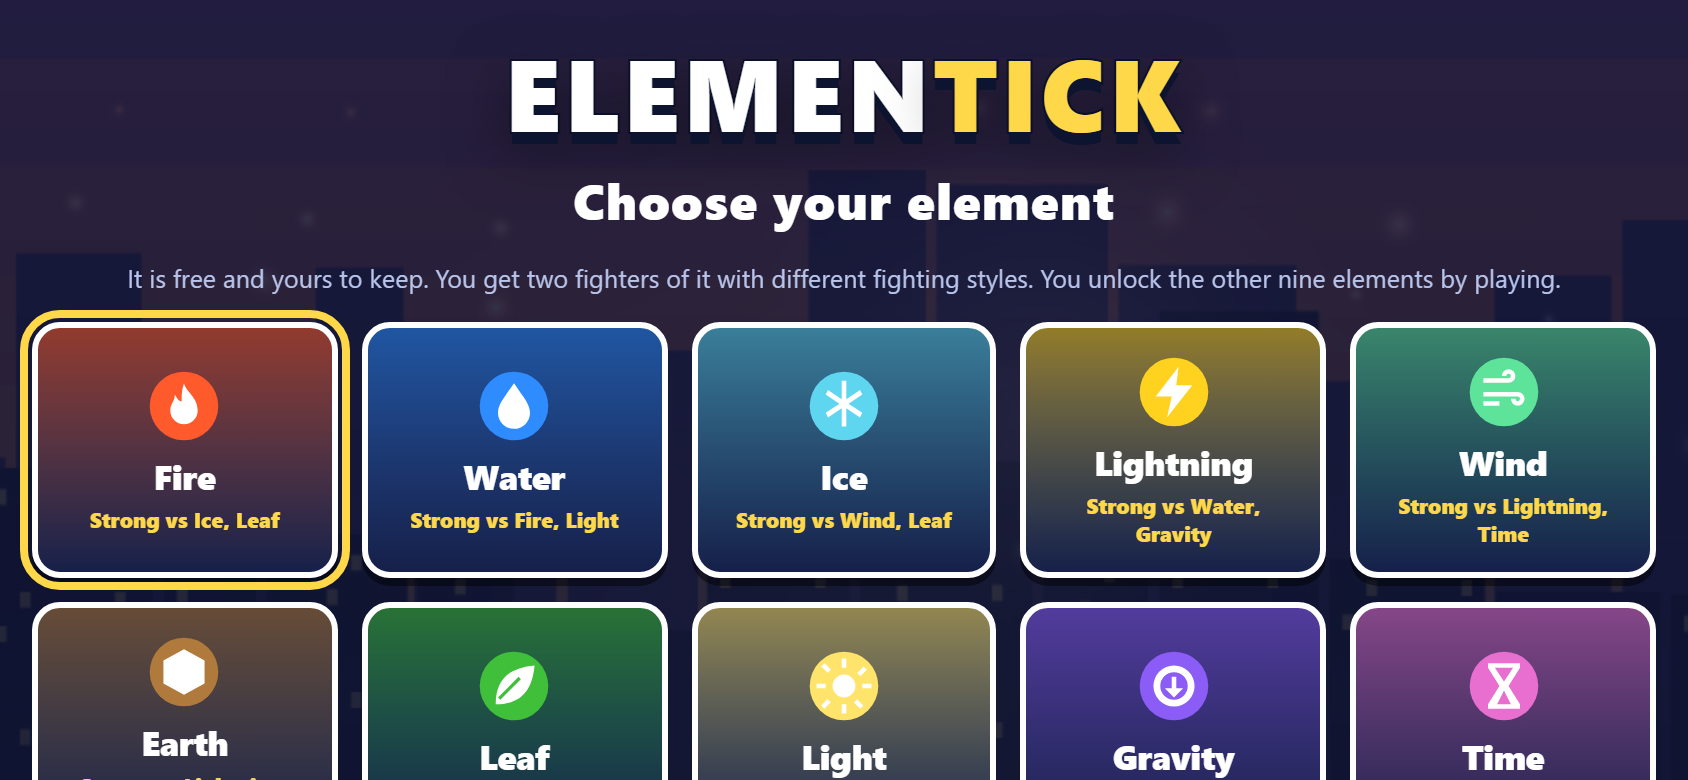 ELEMENTICK
Choose your element
It is free and yours to keep. You get two fighters of it with different fighting styles. You unlock the other nine elements by playing.
Fire
Strong vs Ice, Leaf
Water
Strong vs Fire, Light
Ice
Strong vs Wind, Leaf
Lightning
Strong vs Water,
Gravity
Wind
Strong vs Lightning,
Time
Earth
Leaf
Light
Gravity
Time